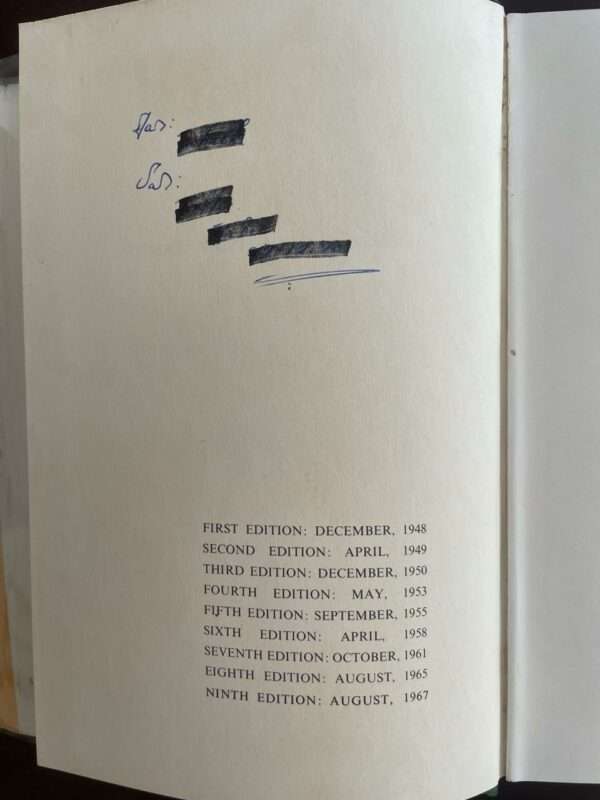 FIRST EDITION: DECEMBER, 1948
SECOND EDITION: APRIL, 1949
THIRD EDITION: DECEMBER, 1950
FOURTH EDITION: MAY, 1953
FIFTH EDITION: SEPTEMBER, 1955
SIXTH EDITION: APRIL, 1958
SEVENTH EDITION: OCTOBER, 1961
EIGHTH EDITION: AUGUST, 1965
NINTH EDITION: AUGUST, 1967